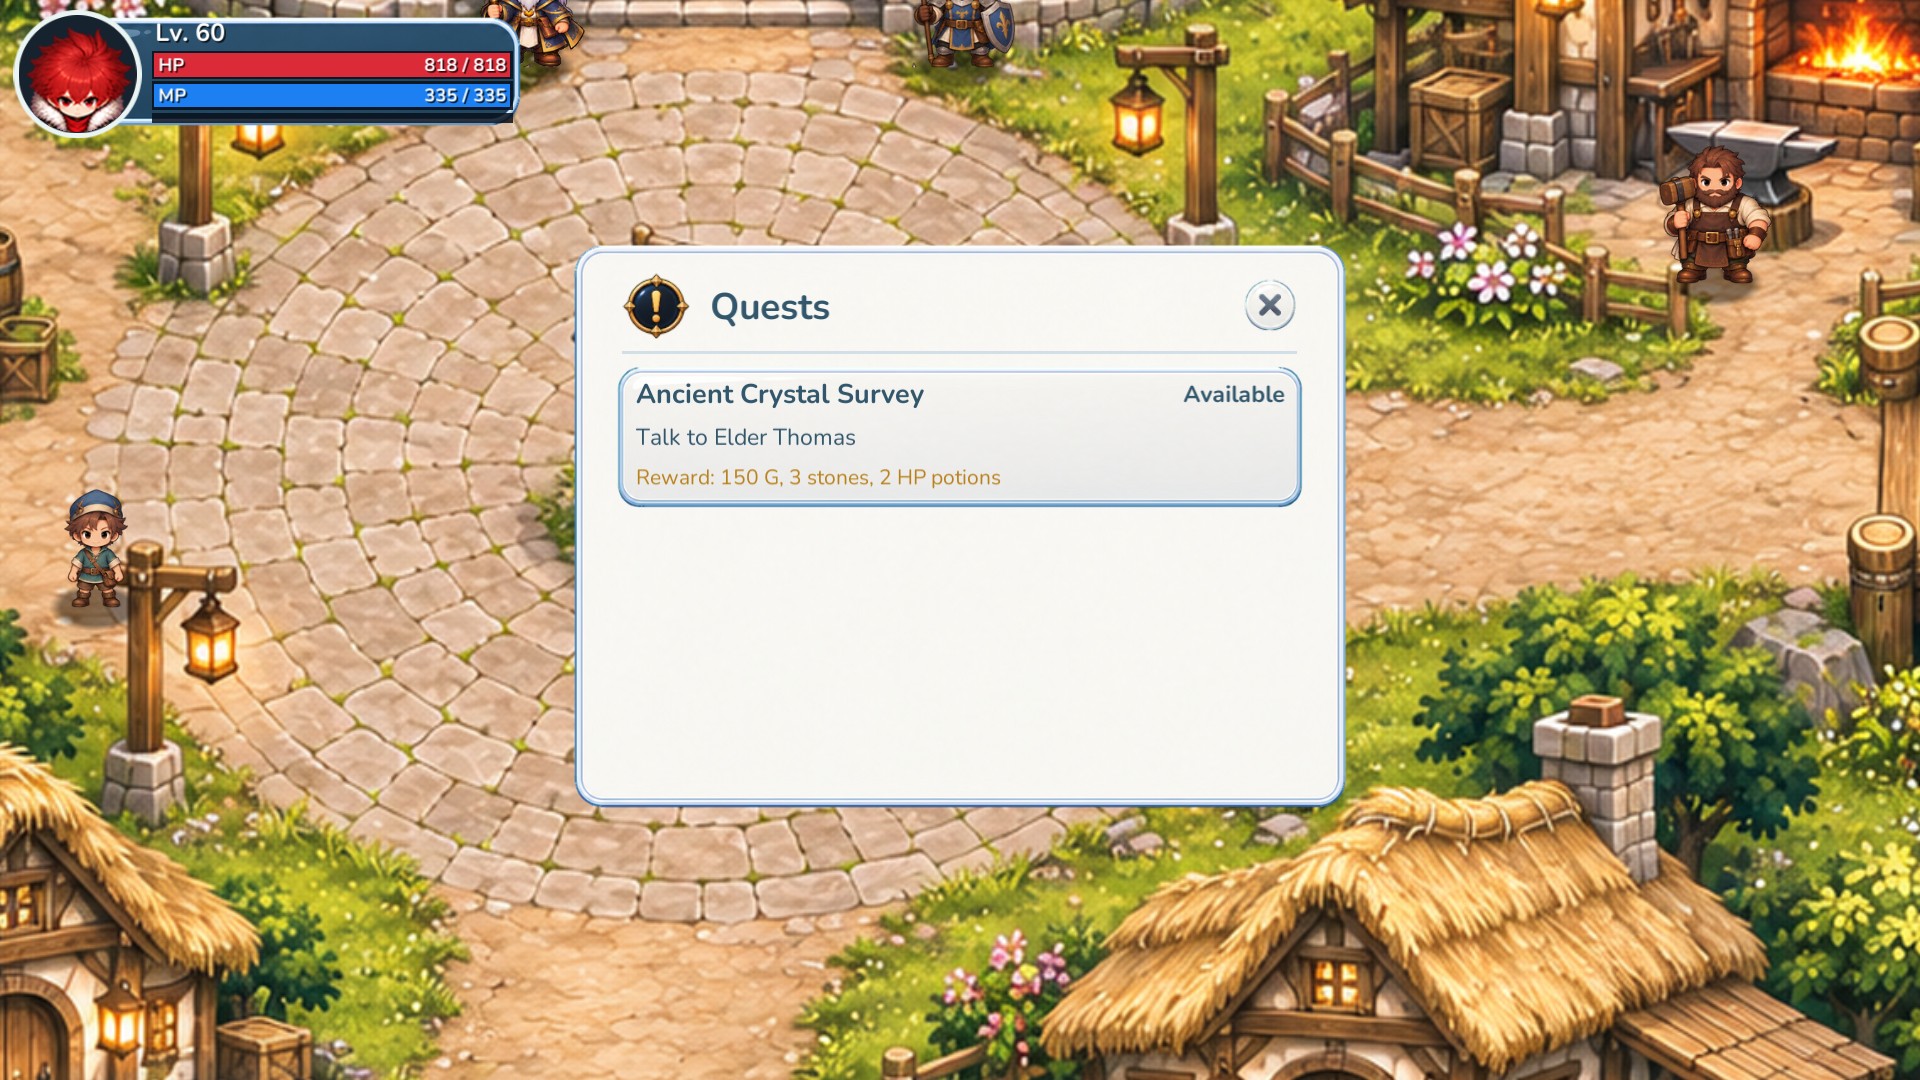 Lv. 60
HP 818 / 818
MP 335 / 335
Quests
Ancient Crystal Survey Available
Talk to Elder Thomas
Reward: 150 G, 3 stones, 2 HP potions